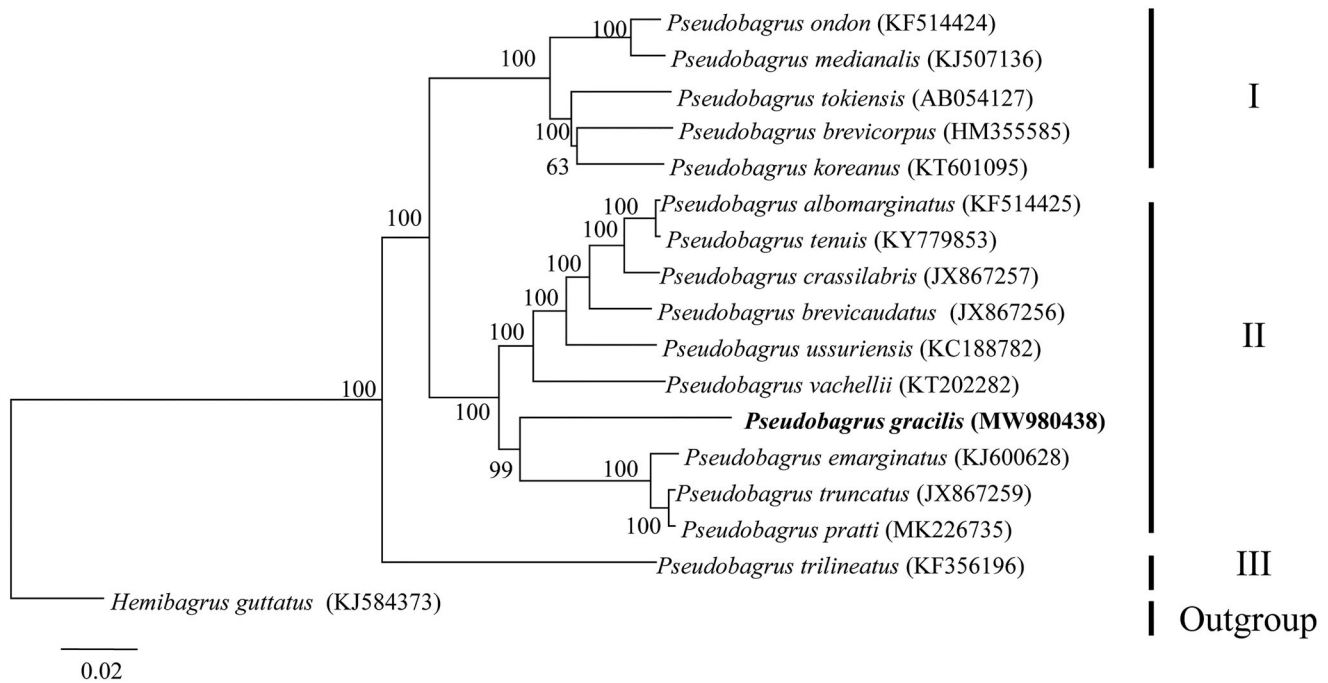 100
Pseudobagrus ondon (KF514424)
100
Pseudobagrus medianalis (KJ507136)
I
Pseudobagrus tokiensis (AB054127)
100
Pseudobagrus brevicorpus (HM355585)
63
Pseudobagrus koreanus (KT601095)
100
100
Pseudobagrus albomarginatus (KF514425)
100
Pseudobagrus tenuis (KY779853)
100
Pseudobagrus crassilabris (JX867257)
100
Pseudobagrus brevicaudatus (JX867256)
100
II
Pseudobagrus ussuriensis (KC188782)
100
Pseudobagrus vachellii (KT202282)
100
Pseudobagrus gracilis (MW980438)
99
100
Pseudobagrus emarginatus (KJ600628)
Pseudobagrus truncatus (JX867259)
100
Pseudobagrus pratti (MK226735)
Pseudobagrus trilineatus (KF356196)
III
Hemibagrus guttatus (KJ584373)
Outgroup
0.02